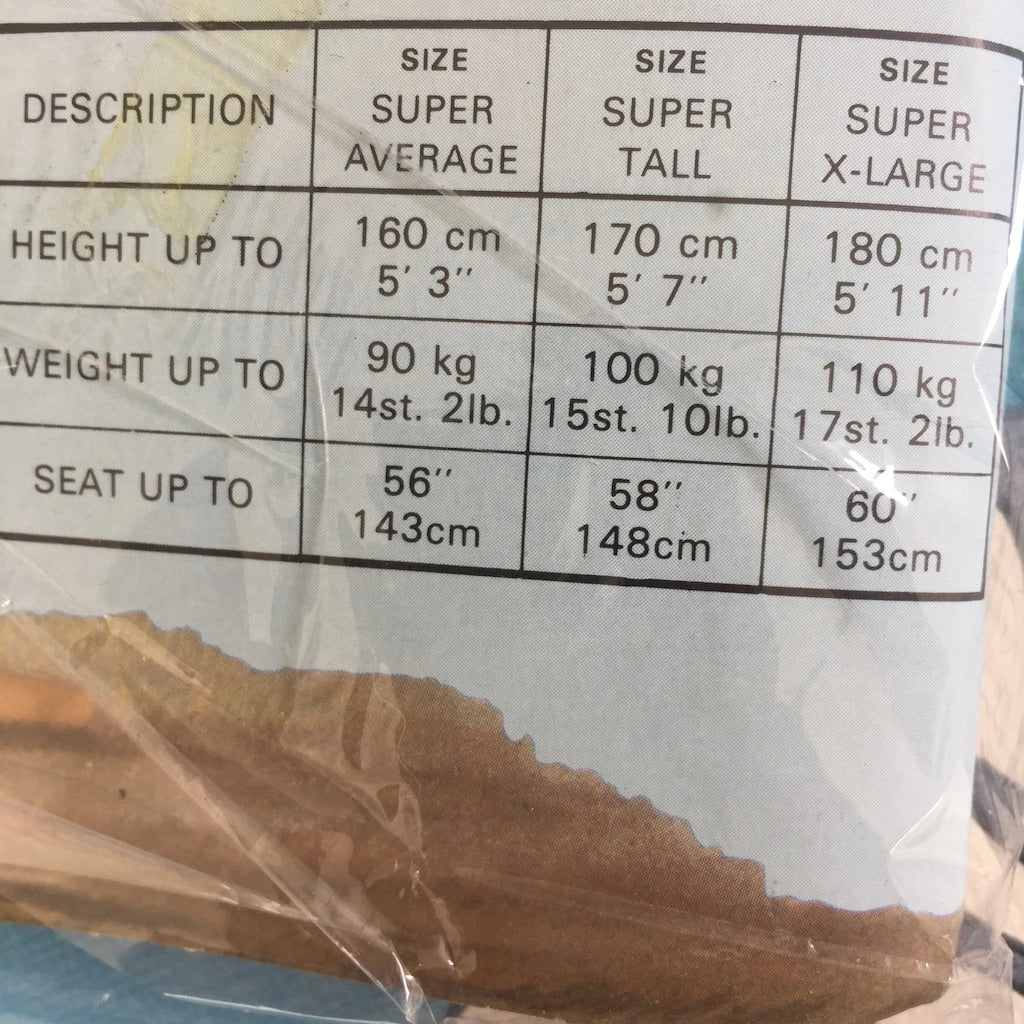 DESCRIPTION SIZE SUPER AVERAGE SIZE SUPER TALL SIZE SUPER X-LARGE
HEIGHT UP TO 160 cm 5′ 3″ 170 cm 5′ 7″ 180 cm 5′ 11″
WEIGHT UP TO 90 kg 14st. 2lb. 100 kg 15st. 10lb. 110 kg 17st. 2lb.
SEAT UP TO 56″ 143cm 58″ 148cm 60″ 153cm